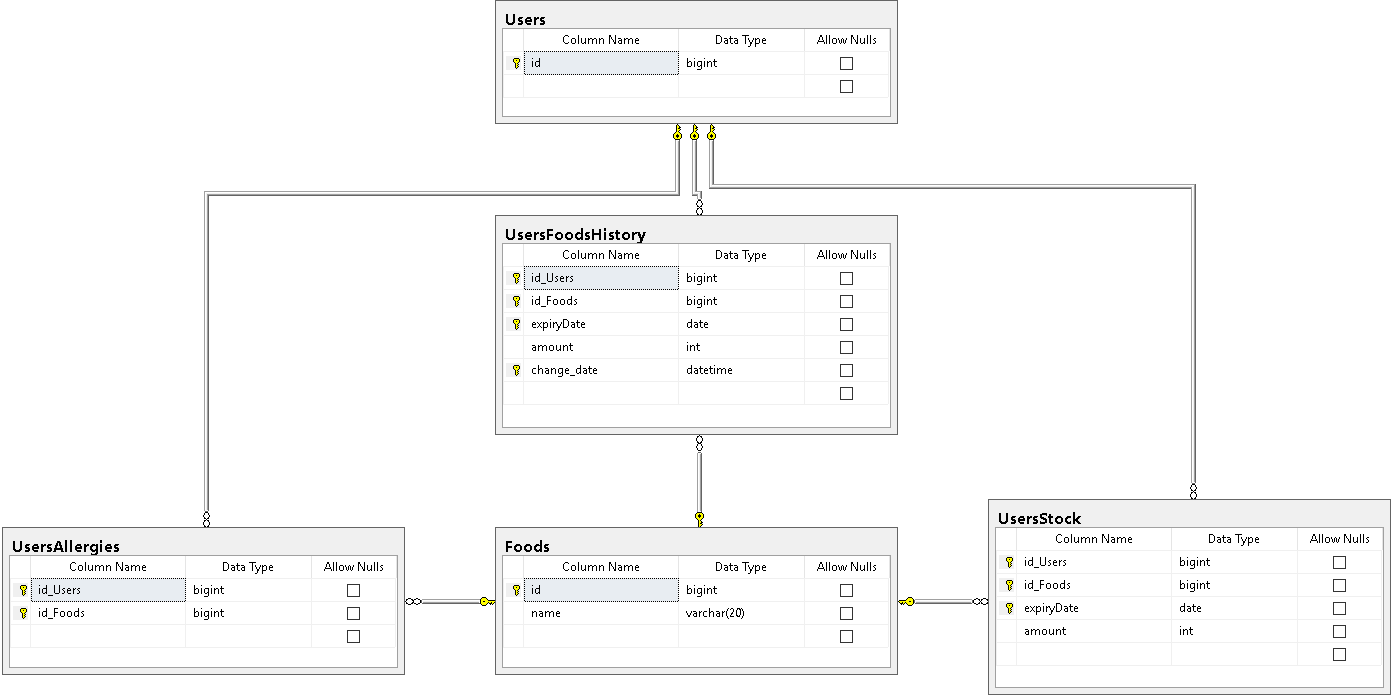 Users
Column Name Data Type Allow Nulls
id bigint
UsersFoodsHistory
Column Name Data Type Allow Nulls
id_Users bigint
id_Foods bigint
expiryDate date
amount int
change_date datetime
UsersAllergies
Column Name Data Type Allow Nulls
id_Users bigint
id_Foods bigint
Foods
Column Name Data Type Allow Nulls
id bigint
name varchar(20)
UsersStock
Column Name Data Type Allow Nulls
id_Users bigint
id_Foods bigint
expiryDate date
amount int